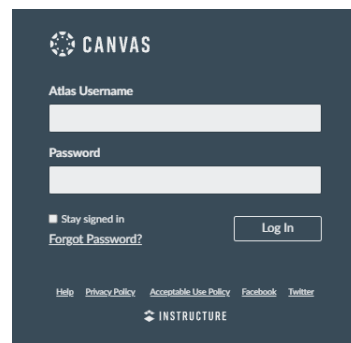 CANVAS
Atlas Username
Password
Stay signed in
Forgot Password?
Log In
Help Privacy Policy Acceptable Use Policy Facebook Twitter
INSTRUCTURE